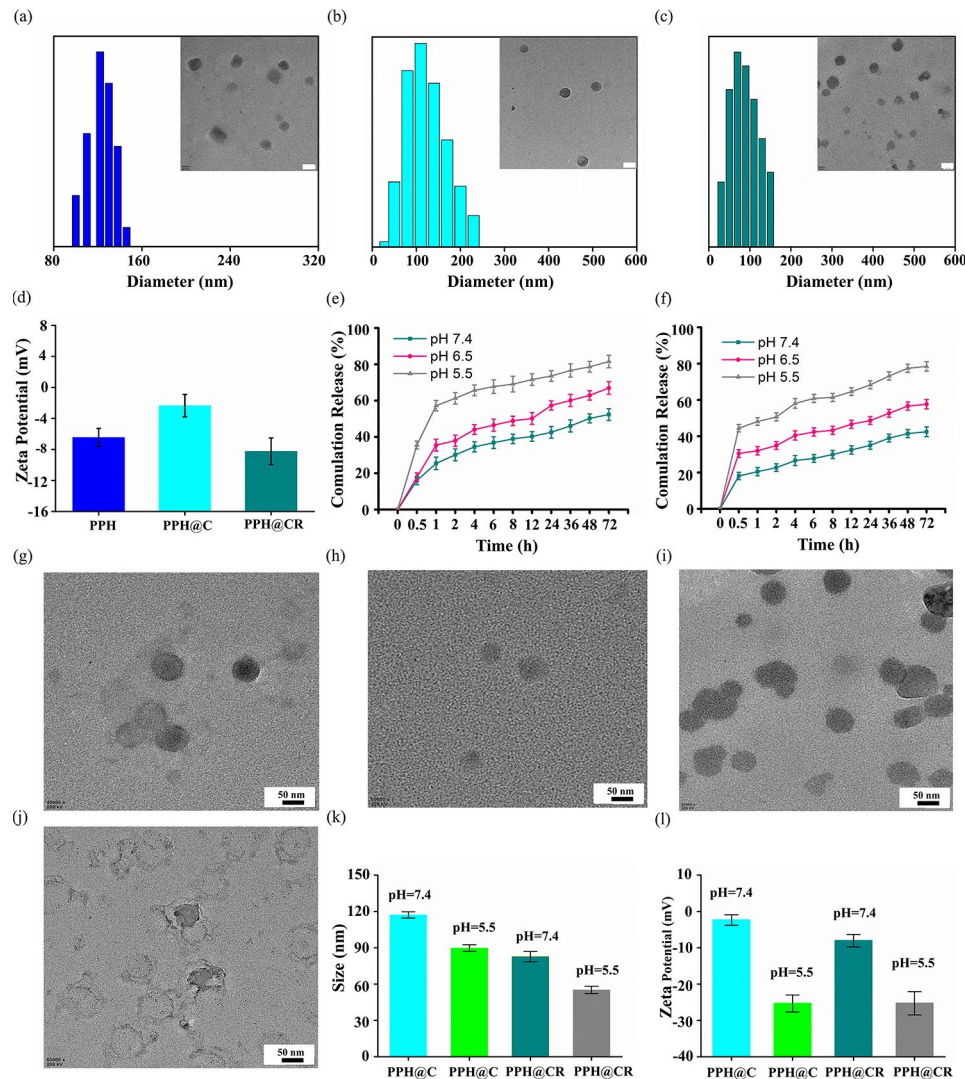 (a)
80 160 240 320
Diameter (nm)
(b)
0 100 200 300 400 500 600
Diameter (nm)
(c)
0 100 200 300 400 500 600
Diameter (nm)
(d)
Zeta Potential (mV)
8
4
0
-4
-8
-12
-16
PPH PPH@C PPH@CR
(e)
Comulation Release (%)
100
80
60
40
20
0
pH 7.4
pH 6.5
pH 5.5
0 0.5 1 2 4 6 8 12 24 36 48 72
Time (h)
(f)
Comulation Release (%)
100
80
60
40
20
0
pH 7.4
pH 6.5
pH 5.5
0 0.5 1 2 4 6 8 12 24 36 48 72
Time (h)
(g)
50 nm
(h)
50 nm
(i)
50 nm
(j)
50 nm
(k)
Size (nm)
150
120
90
60
30
0
pH=7.4
pH=5.5
pH=7.4
pH=5.5
PPH@C PPH@C PPH@CR PPH@CR
(l)
Zeta Potential (mV)
10
0
-10
-20
-30
-40
pH=7.4
pH=5.5
pH=7.4
pH=5.5
PPH@C PPH@C PPH@CR PPH@CR